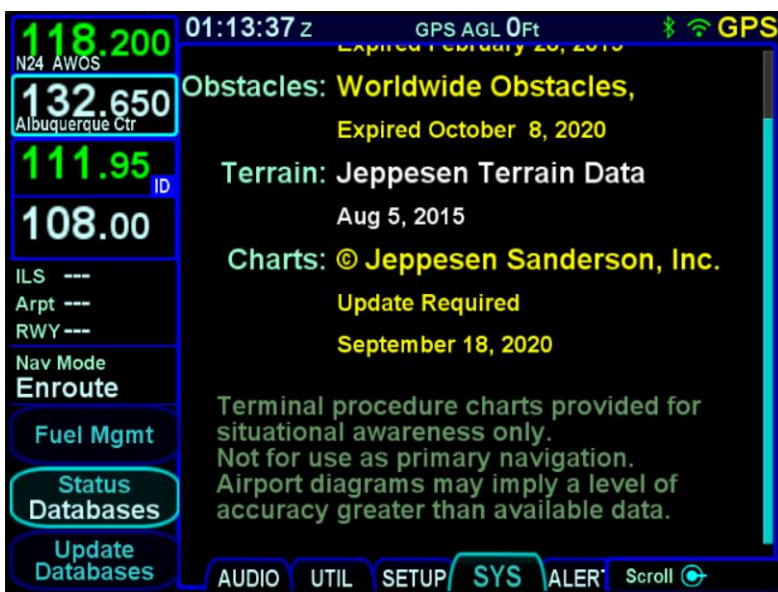 118.200
N24 AWOS
132.650
Albuquerque Ctr
111.95
ID
108.00
ILS ---
Arpt ---
RWY ---
Nav Mode
Enroute
Fuel Mgmt
Status
Databases
Update
Databases
01:13:37 Z
GPS AGL 0Ft
GPS
Expired February
Obstacles: Worldwide Obstacles,
Expired October 8, 2020
Terrain: Jeppesen Terrain Data
Aug 5, 2015
Charts: © Jeppesen Sanderson, Inc.
Update Required
September 18, 2020
Terminal procedure charts provided for
situational awareness only.
Not for use as primary navigation.
Airport diagrams may imply a level of
accuracy greater than available data.
AUDIO
UTIL
SETUP
SYS
ALER
Scroll